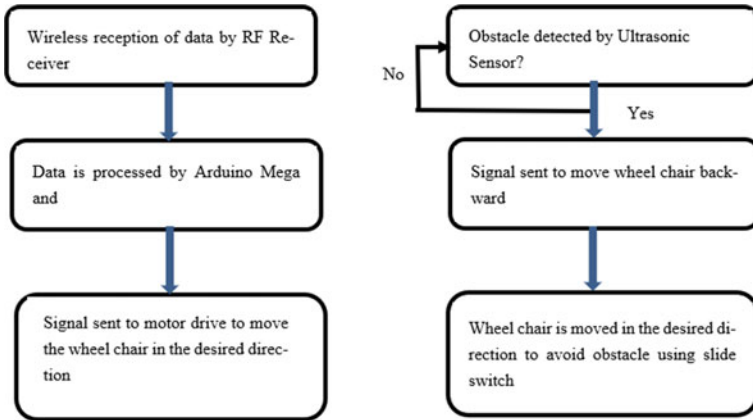 Wireless reception of data by RF Re-
ceiver
Data is processed by Arduino Mega
and
Signal sent to motor drive to move
the wheel chair in the desired direc-
tion
Obstacle detected by Ultrasonic
Sensor?
No
Yes
Signal sent to move wheel chair back-
ward
Wheel chair is moved in the desired di-
rection to avoid obstacle using slide
switch